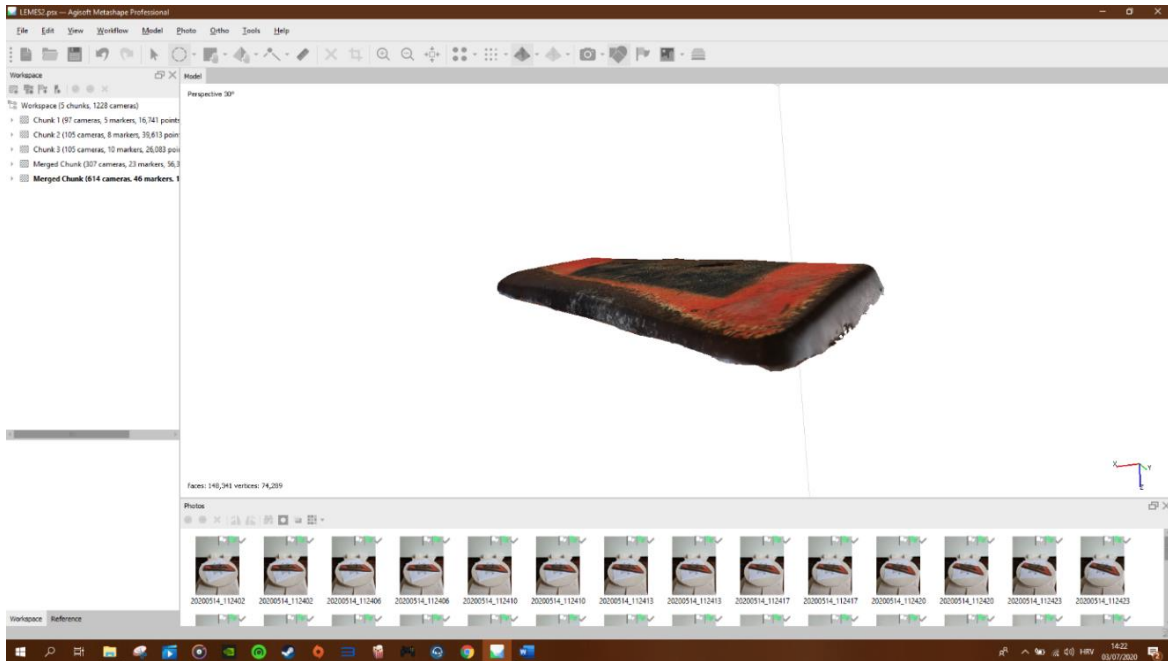 LEMES2.psx — Agisoft Metashape Professional
File Edit View Workflow Model Photo Ortho Tools Help
Workspace
Model
Perspective 30°
Workspace (5 chunks, 1228 cameras)
Chunk 1 (97 cameras, 5 markers, 16,741 points
Chunk 2 (105 cameras, 8 markers, 39,613 poin
Chunk 3 (105 cameras, 10 markers, 26,083 poi
Merged Chunk (307 cameras, 23 markers, 56,3
Merged Chunk (614 cameras, 46 markers, 1
X Y
Z
faces: 148,341 vertices: 74,289
Photos
20200514_112402 20200514_112402 20200514_112406 20200514_112406 20200514_112410 20200514_112410 20200514_112413 20200514_112413 20200514_112417 20200514_112417 20200514_112420 20200514_112420 20200514_112423 20200514_112423
Workspace Reference
HRV
14:22
03/07/2020